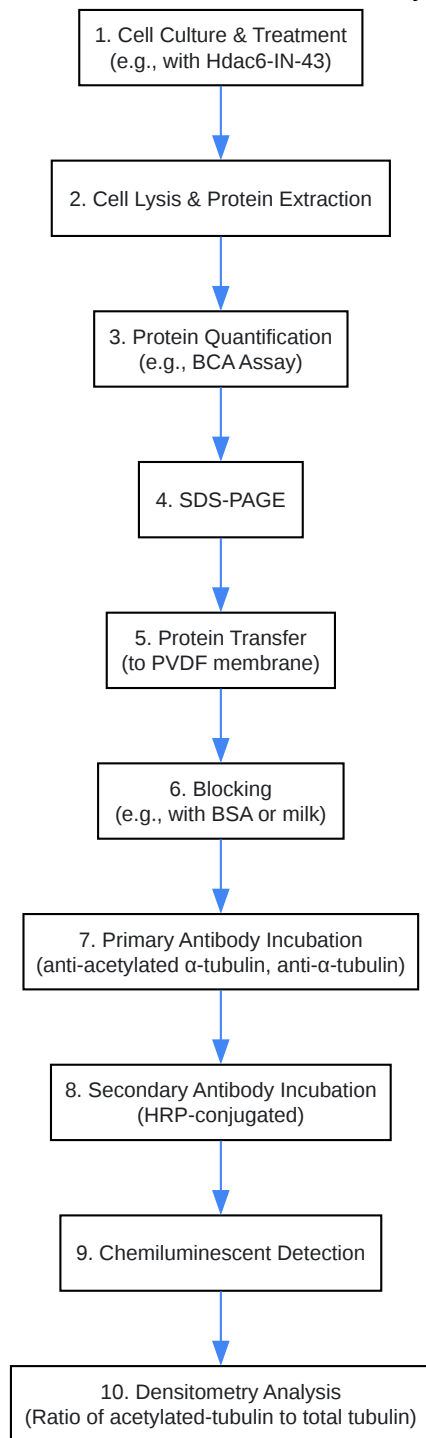 1. Cell Culture & Treatment
(e.g., with Hdac6-IN-43)
2. Cell Lysis & Protein Extraction
3. Protein Quantification
(e.g., BCA Assay)
4. SDS-PAGE
5. Protein Transfer
(to PVDF membrane)
6. Blocking
(e.g., with BSA or milk)
7. Primary Antibody Incubation
(anti-acetylated α-tubulin, anti-α-tubulin)
8. Secondary Antibody Incubation
(HRP-conjugated)
9. Chemiluminescent Detection
10. Densitometry Analysis
(Ratio of acetylated-tubulin to total tubulin)